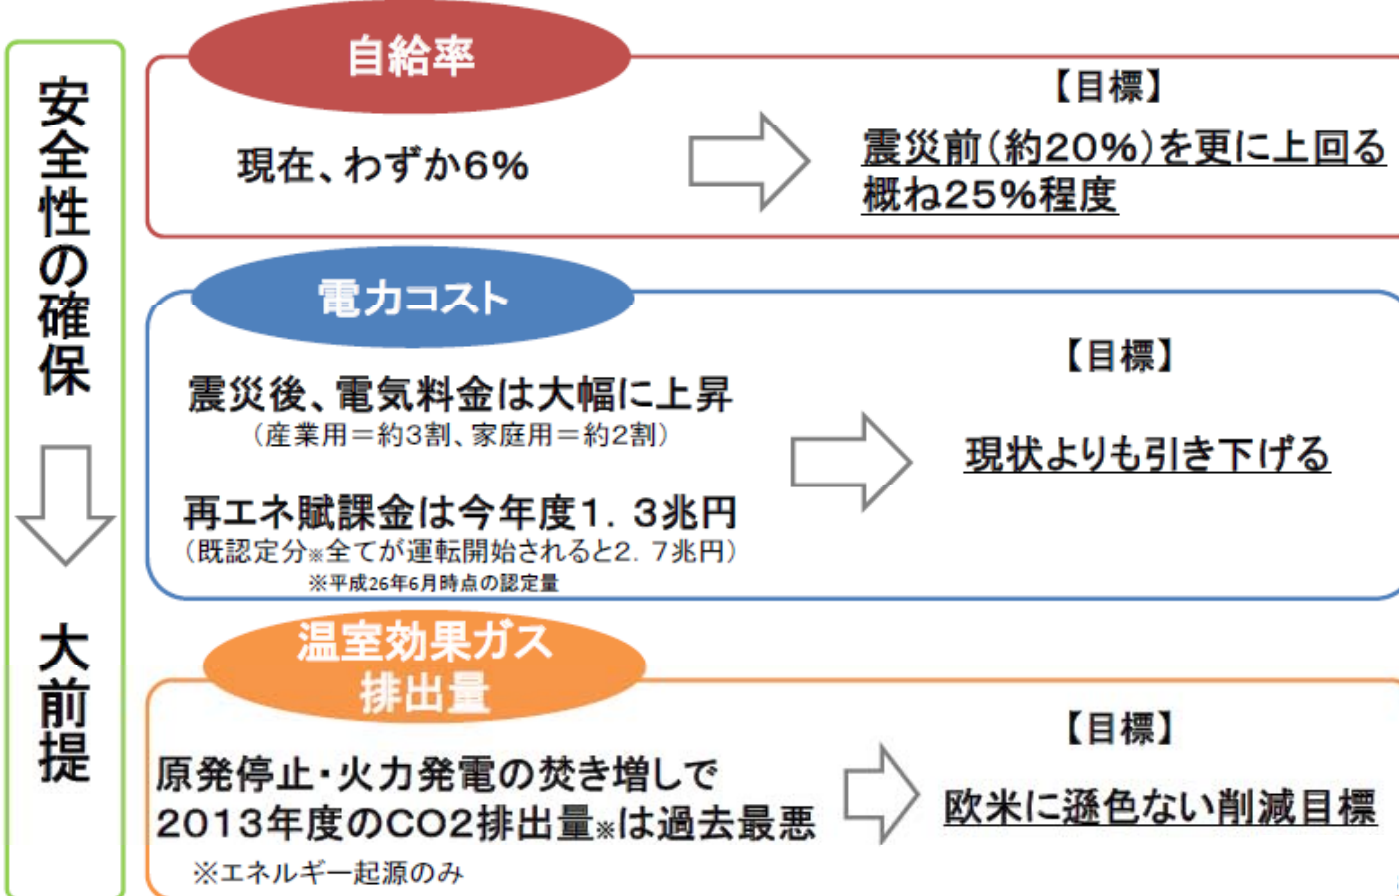 安全性の確保
大前提
自給率
現在、わずか6%
【目標】
震災前(約20%)を更に上回る
概ね25%程度
電力コスト
震災後、電気料金は大幅に上昇
(産業用=約3割、家庭用=約2割)
再エネ賦課金は今年度1.3兆円
(既認定分※全てが運転開始されると2.7兆円)
※平成26年6月時点の認定量
【目標】
現状よりも引き下げる
温室効果ガス
排出量
原発停止・火力発電の焚き増しで
2013年度のCO2排出量※は過去最悪
※エネルギー起源のみ
【目標】
欧米に遜色ない削減目標